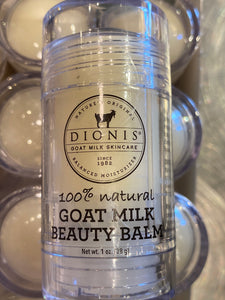 NATURE'S ORIGINAL
DIONIS®
GOAT MILK SKINCARE
SINCE
1982
BALANCED MOISTURIZER
100% natural
GOAT MILK
BEAUTY BALM
Net wt. 1 oz. (28 g)